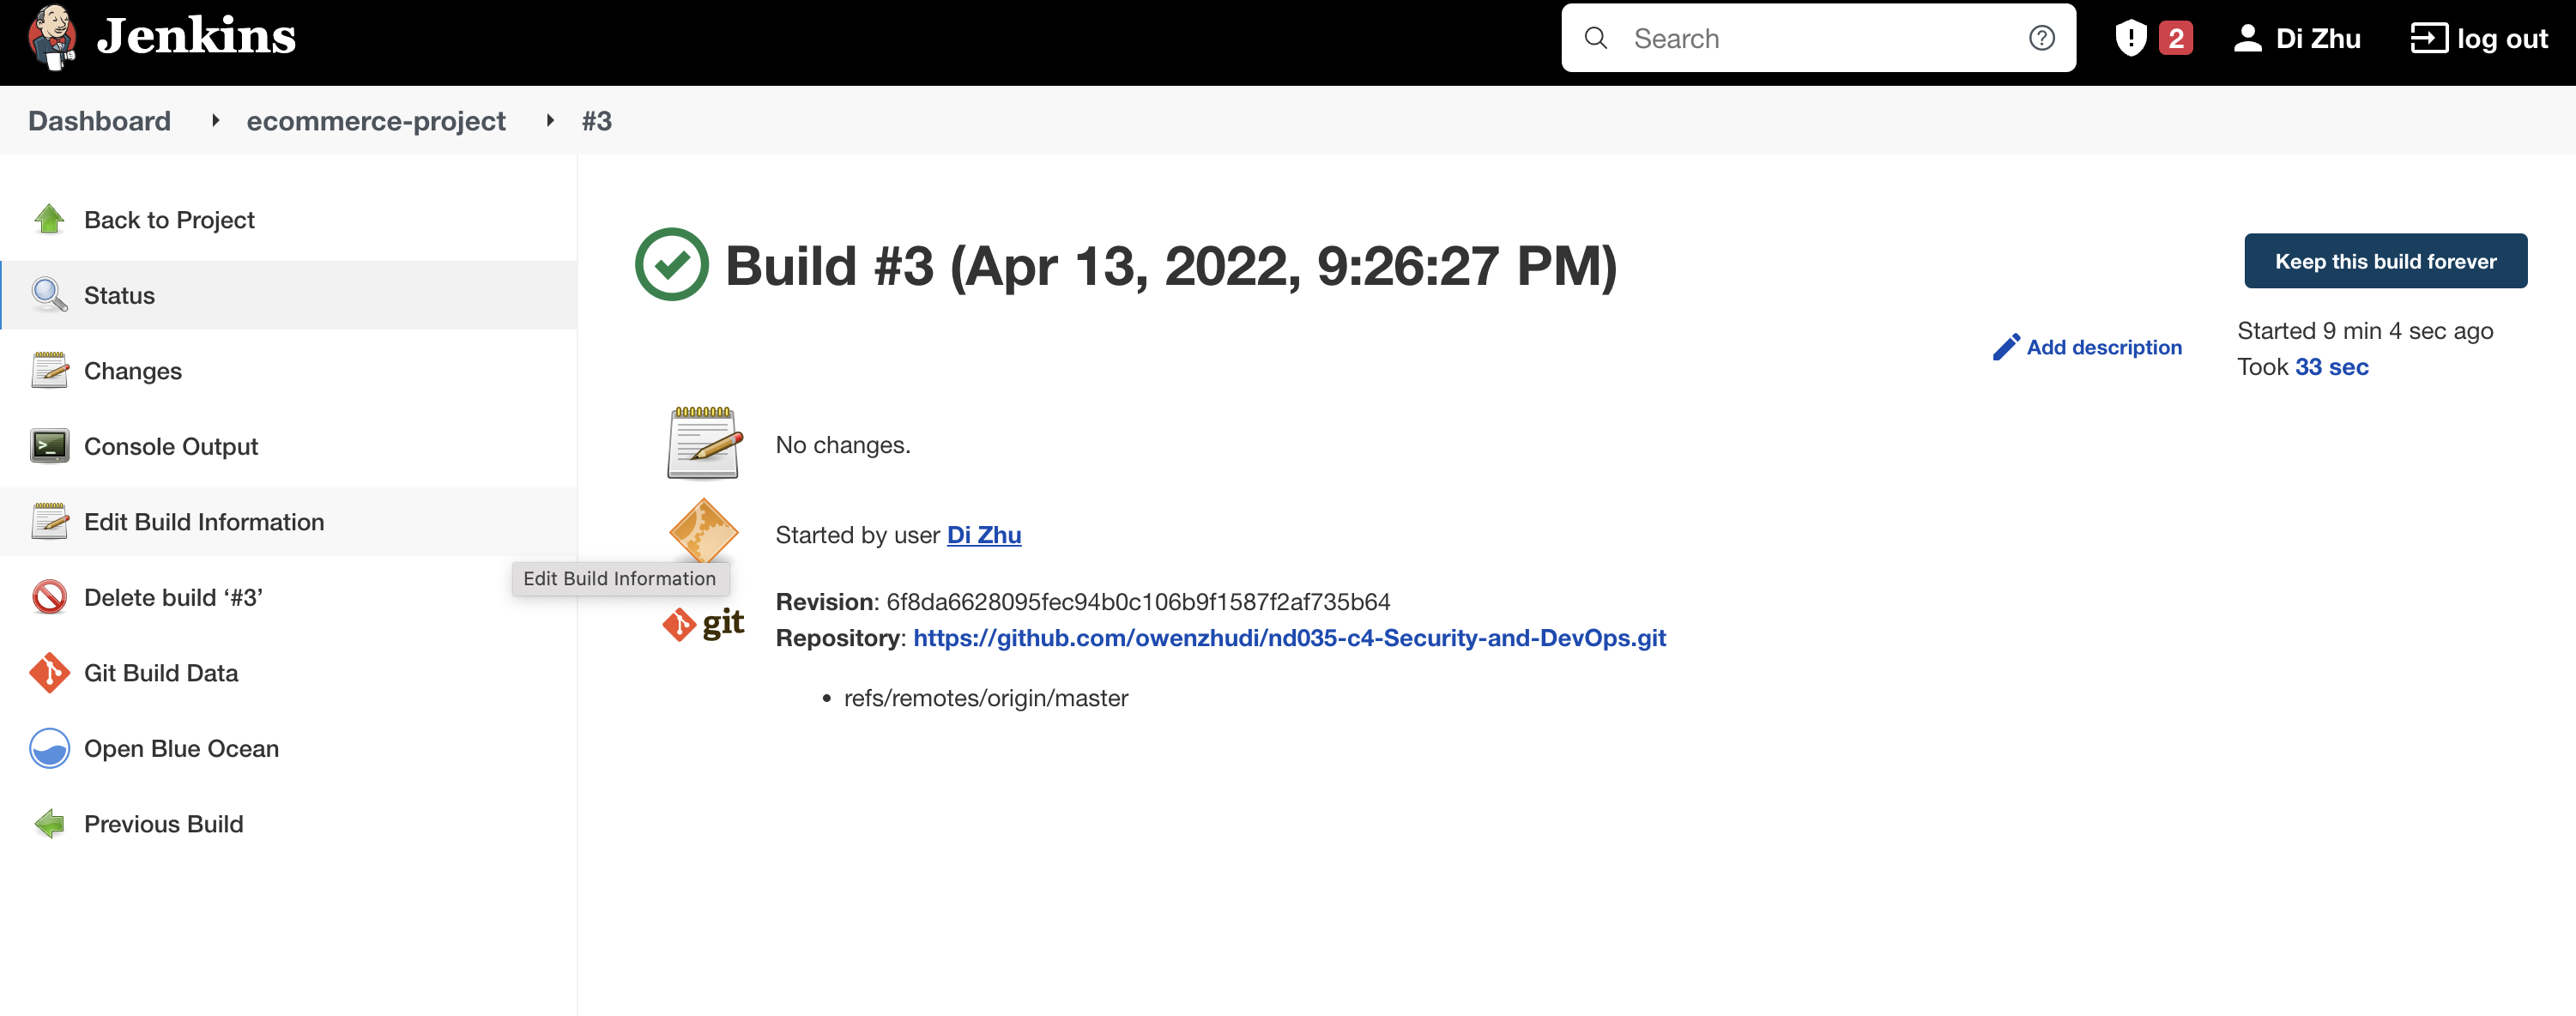 Jenkins
Search
2
Di Zhu
log out
Dashboard
ecommerce-project
#3
Back to Project
Status
Changes
Console Output
Edit Build Information
Delete build ‘#3’
Git Build Data
Open Blue Ocean
Previous Build
Build #3 (Apr 13, 2022, 9:26:27 PM)
Keep this build forever
Add description
Started 9 min 4 sec ago
Took 33 sec
No changes.
Started by user Di Zhu
Edit Build Information
git
Revision: 6f8da6628095fec94b0c106b9f1587f2af735b64
Repository: https://github.com/owenzhudi/nd035-c4-Security-and-DevOps.git
• refs/remotes/origin/master